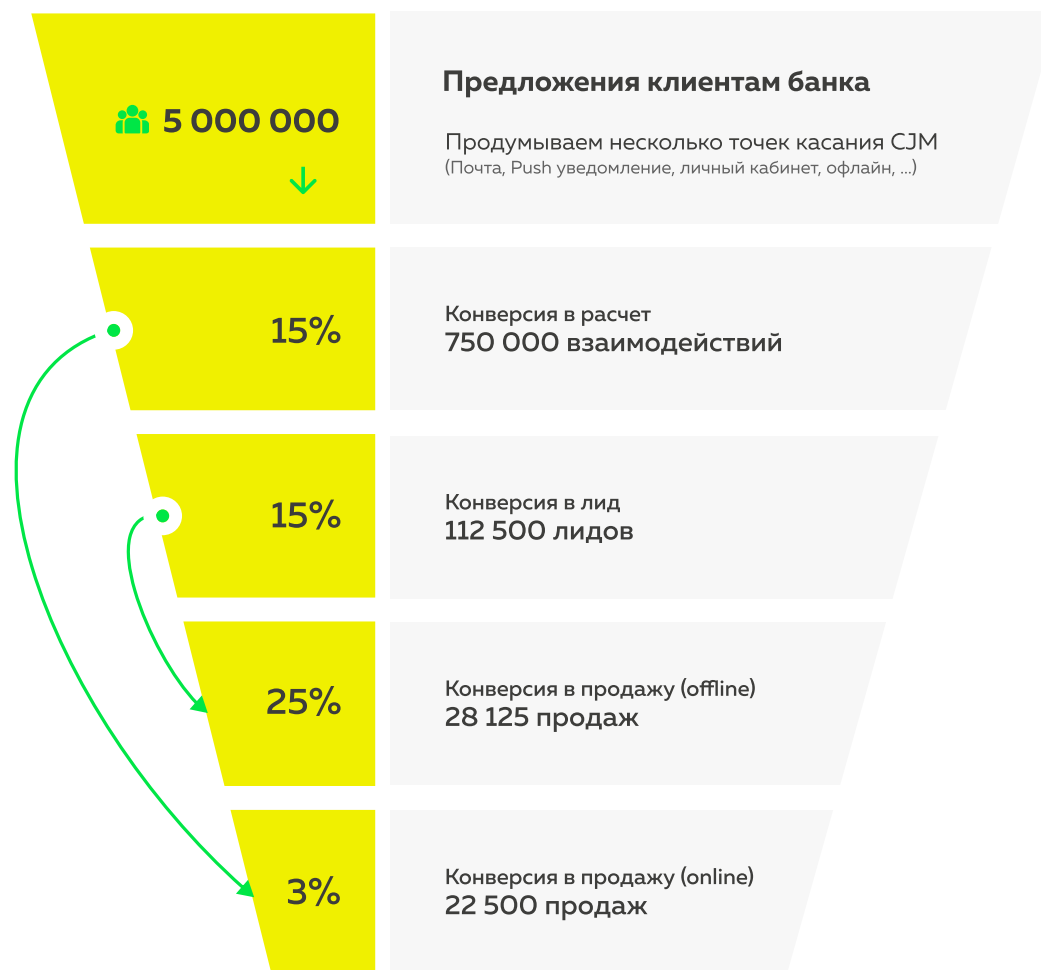 5 000 000
Предложения клиентам банка
Продумываем несколько точек касания CJM
(Почта, Push уведомление, личный кабинет, офлайн, ...)
15%
Конверсия в расчет
750 000 взаимодействий
15%
Конверсия в лид
112 500 лидов
25%
Конверсия в продажу (offline)
28 125 продаж
3%
Конверсия в продажу (online)
22 500 продаж